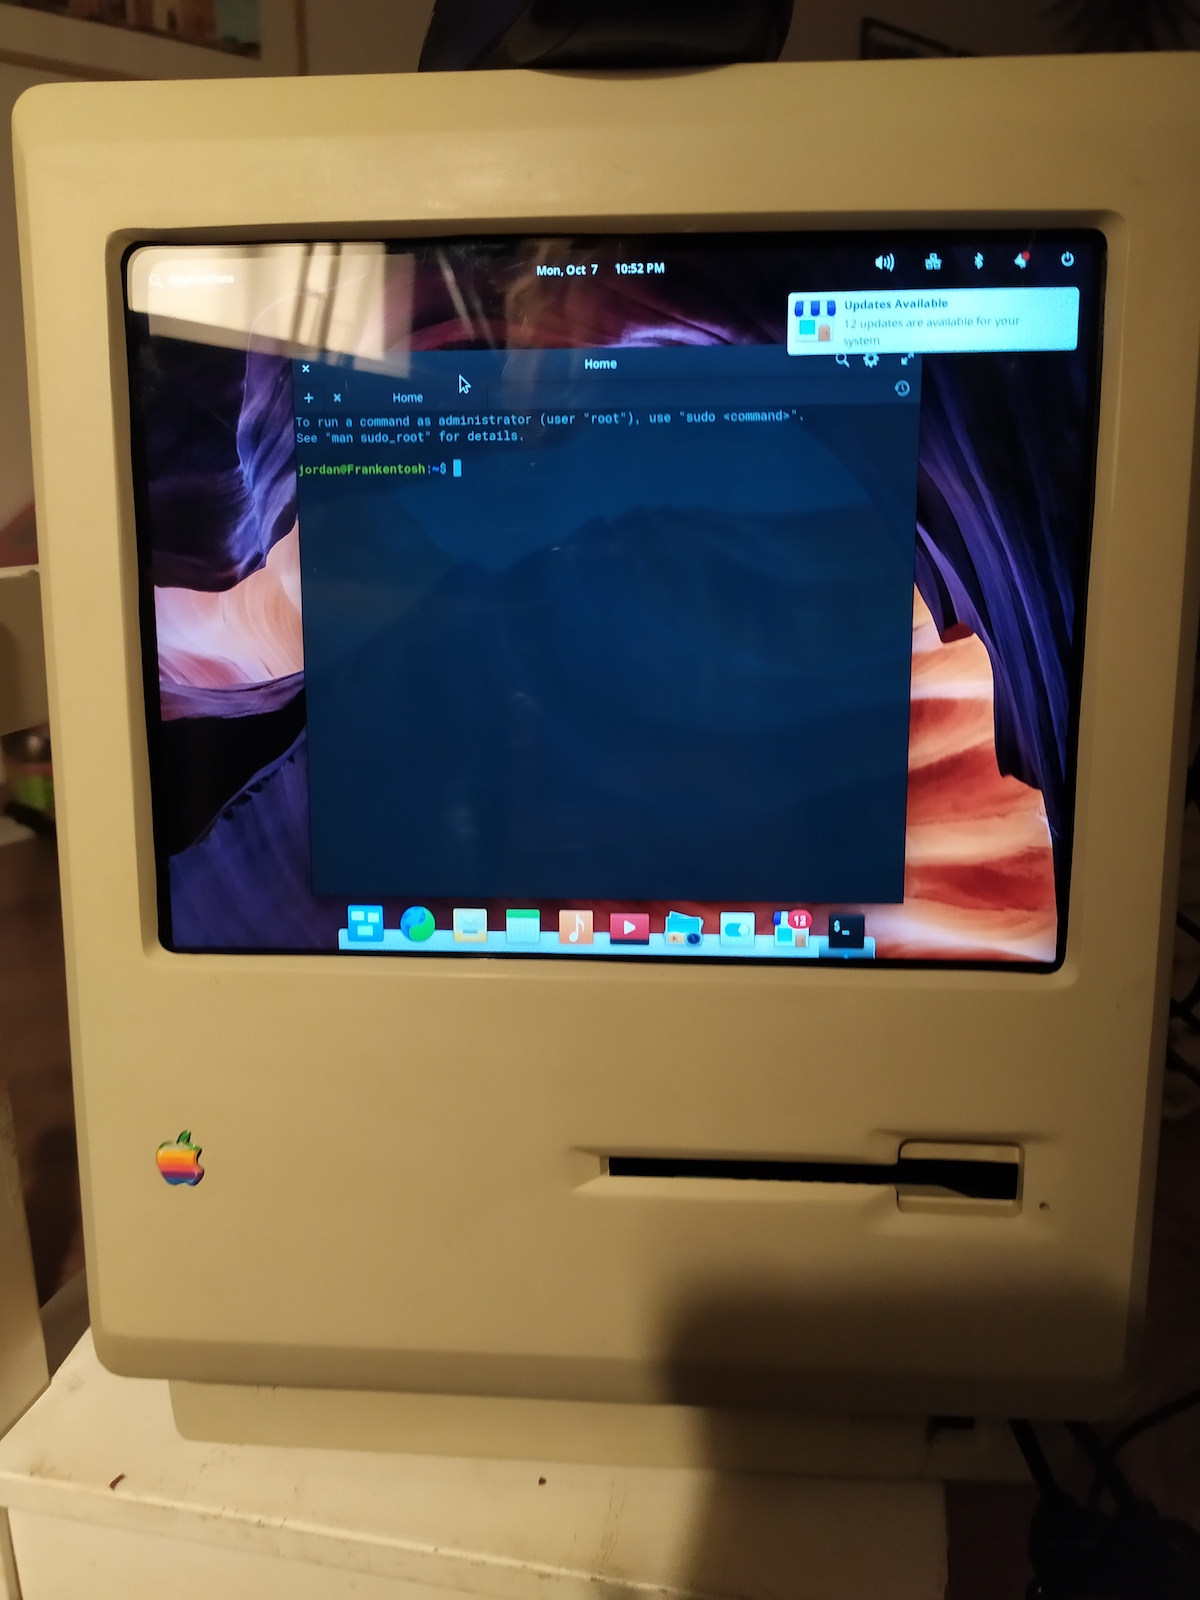 Applications
Mon, Oct 7 10:52 PM
Updates Available
12 updates are available for your
system
Home
Home
To run a command as administrator (user "root"), use "sudo <command>".
See "man sudo_root" for details.
jordan@Frankentosh:~$
12
$_